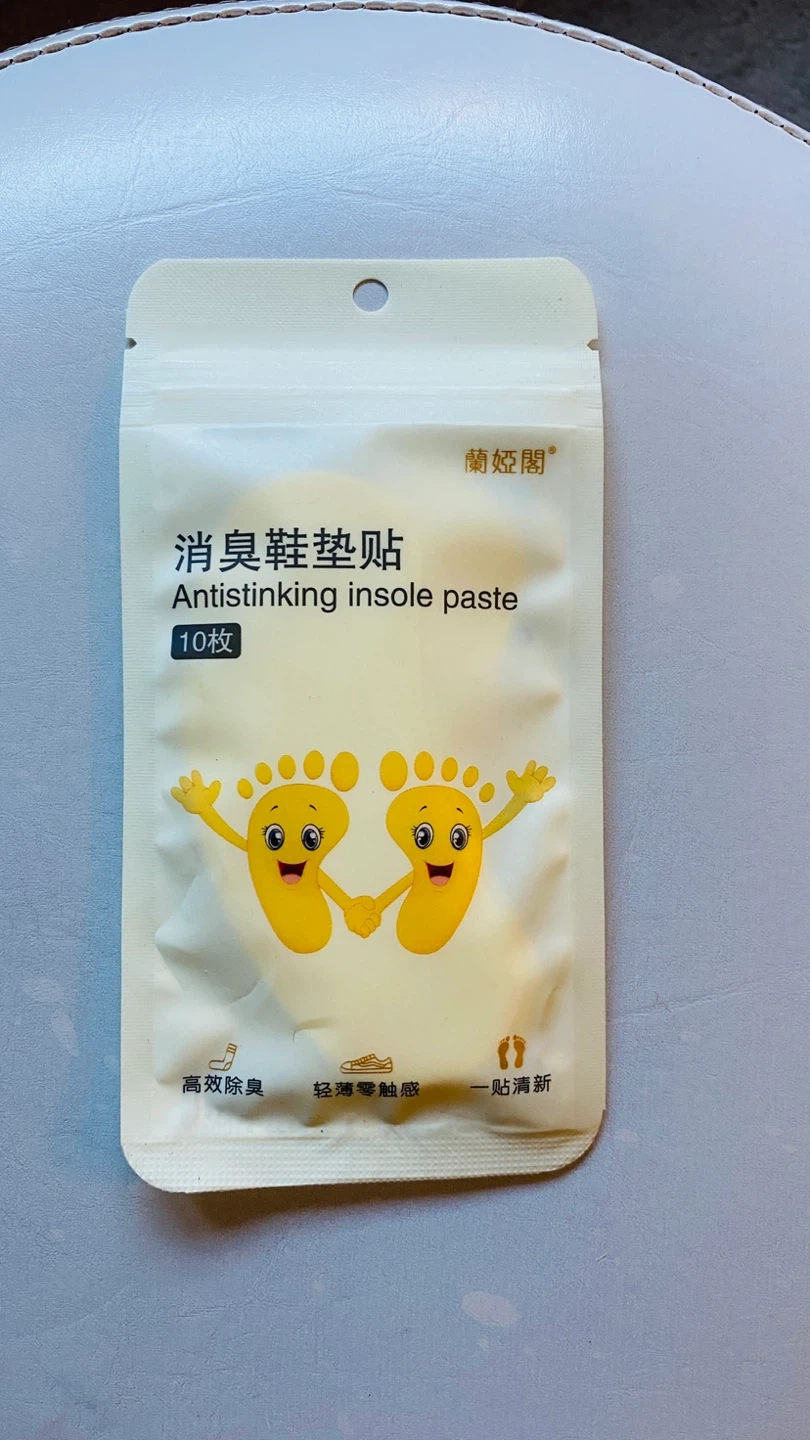 蘭婭閣®
消臭鞋垫贴
Antistinking insole paste
10枚
高效除臭
轻薄零触感
一贴清新